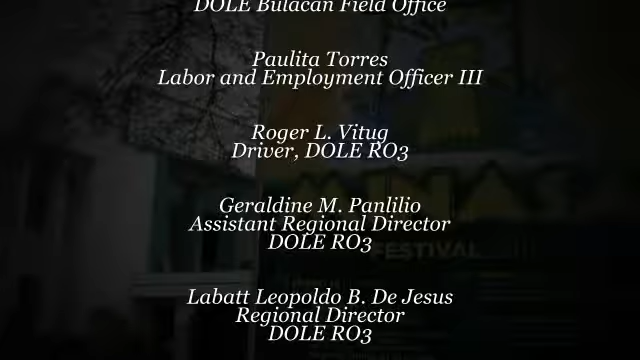 DOLE Bulacan Field Office
Paulita Torres
Labor and Employment Officer III
Roger L. Vitug
Driver, DOLE RO3
Geraldine M. Panlilio
Assistant Regional Director
DOLE RO3
FESTIVAL
Labatt Leopoldo B. De Jesus
Regional Director
DOLE RO3